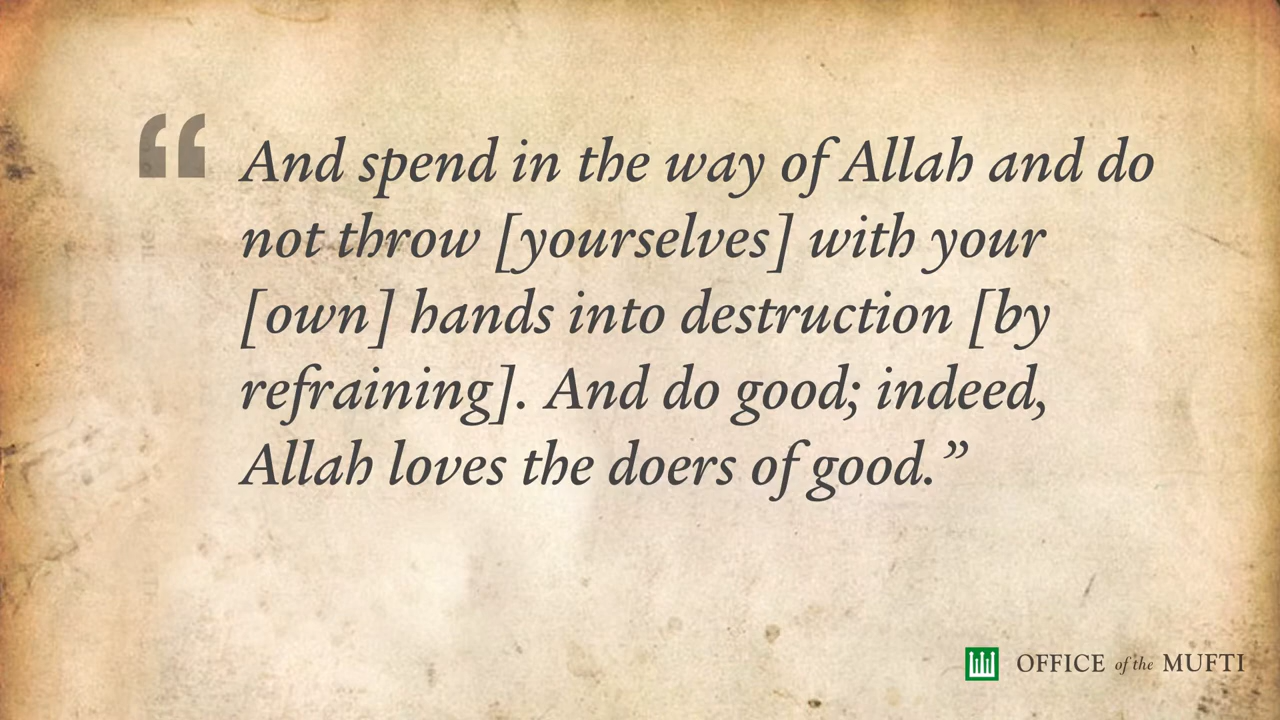 “ And spend in the way of Allah and do
not throw [yourselves] with your
[own] hands into destruction [by
refraining]. And do good; indeed,
Allah loves the doers of good.”
OFFICE of the MUFTI